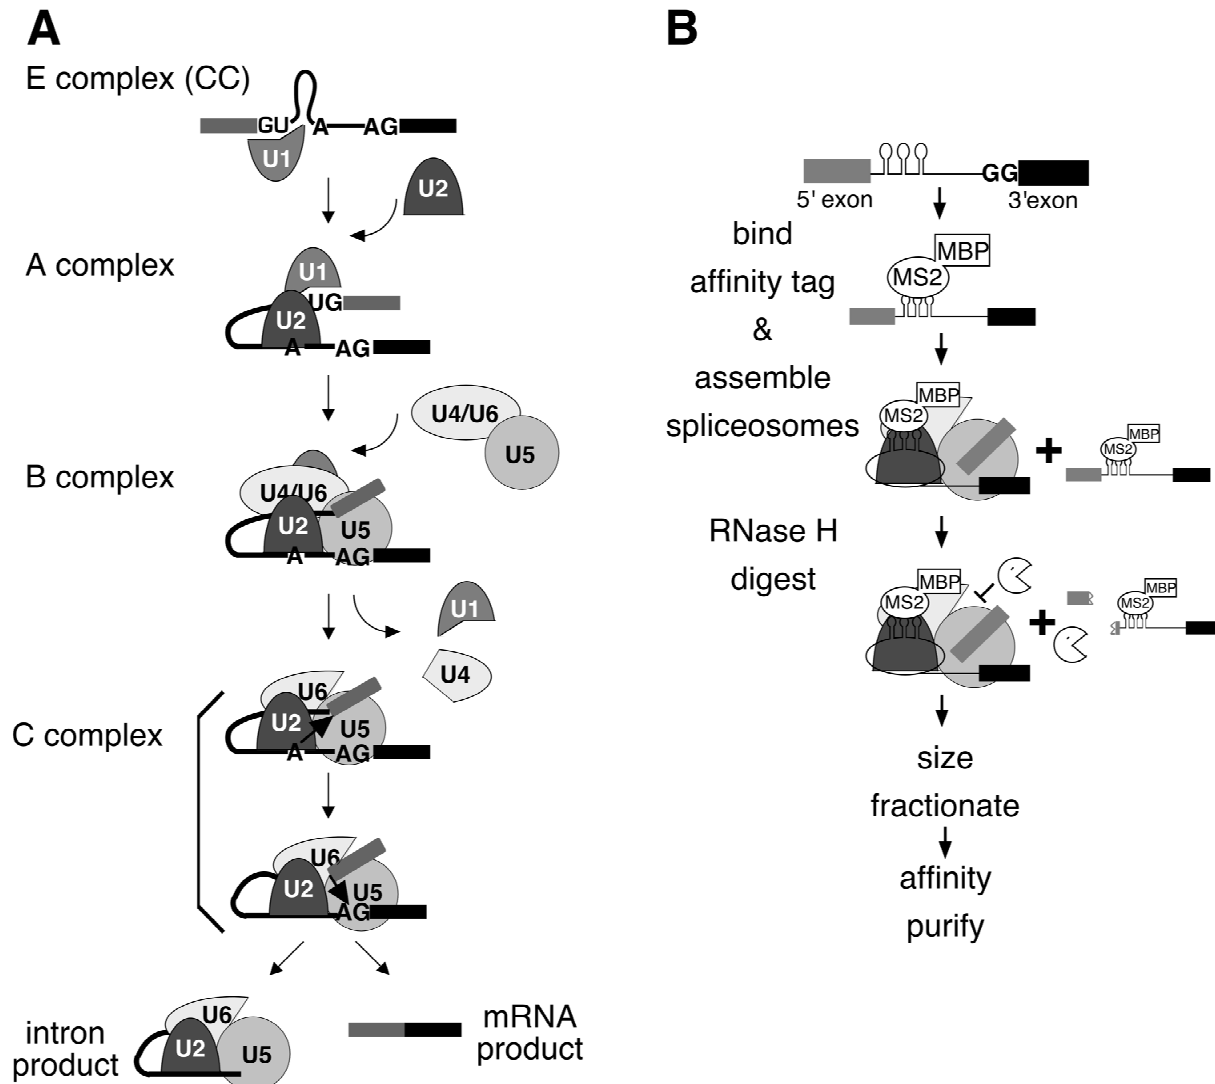 A
E complex (CC)
GU A AG
U1
U2
A complex
U1
UG
U2
A AG
U4/U6
U5
B complex
U4/U6
U2
U5
A AG
U1
U4
C complex
U6
U2
U5
A AG
U6
U2
U5
AG
intron
product
U6
U2
U5
mRNA
product
B
GG
5' exon 3'exon
bind
affinity tag
&
assemble
spliceosomes
MBP
MS2
MBP
MS2
+
MBP
MS2
RNase H
digest
MBP
MS2
+
MBP
MS2
size
fractionate
affinity
purify